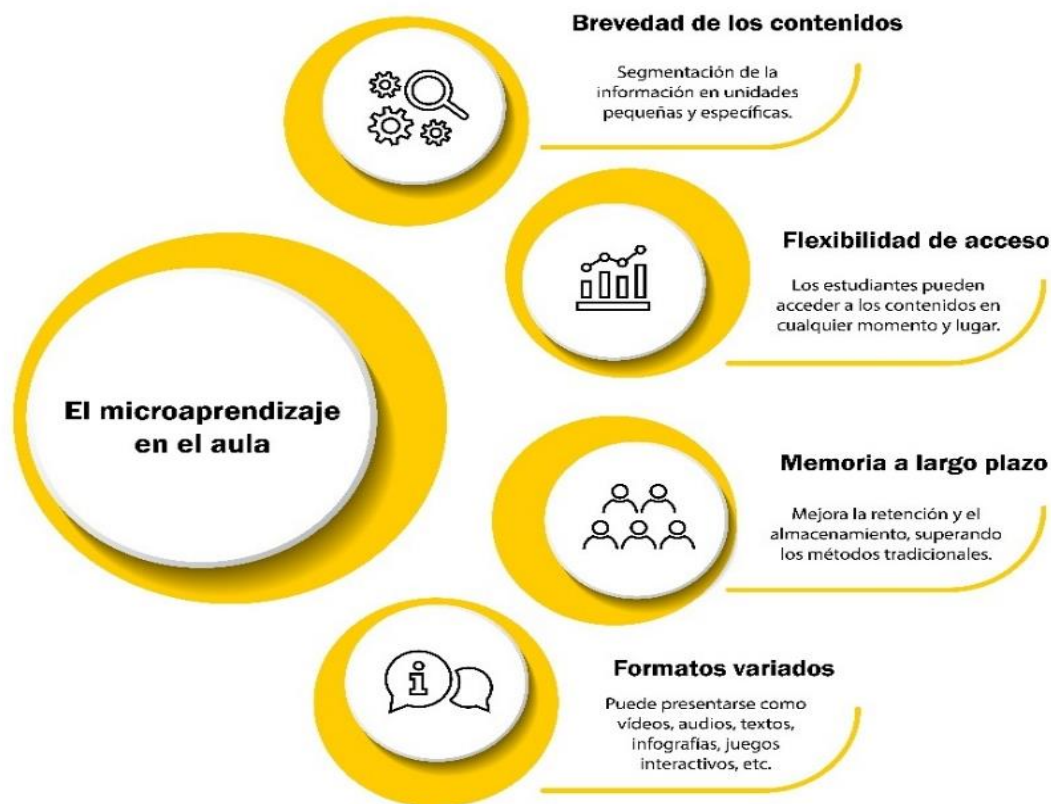 Brevedad de los contenidos
Segmentación de la
información en unidades
pequeñas y específicas.
Flexibilidad de acceso
Los estudiantes pueden
acceder a los contenidos en
cualquier momento y lugar.
El microaprendizaje
en el aula
Memoria a largo plazo
Mejora la retención y el
almacenamiento, superando
los métodos tradicionales.
Formatos variados
Puede presentarse como
vídeos, audios, textos,
infografías, juegos
interactivos, etc.
i